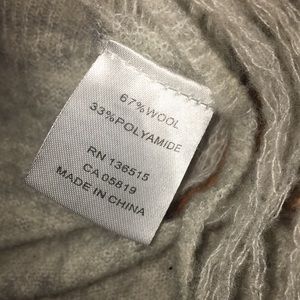 67%WOOL
33%POLYAMIDE
RN 136515
CA 05819
MADE IN CHINA